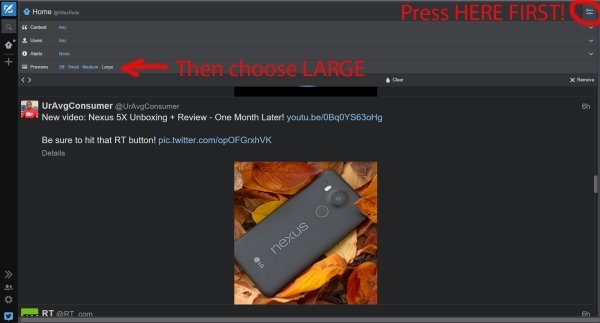 Home @AlexRads
Press HERE FIRST!
Content Any
Users Any
Alerts None
Previews Off Small Medium Large
Then choose LARGE
Clear
Remove
UrAvgConsumer @UrAvgConsumer 6h
New video: Nexus 5X Unboxing + Review - One Month Later! youtu.be/0Bq0YS63oHg
Be sure to hit that RT button! pic.twitter.com/opOFGrxhVK
Details
nexus
LG
RT @RT_com 6h